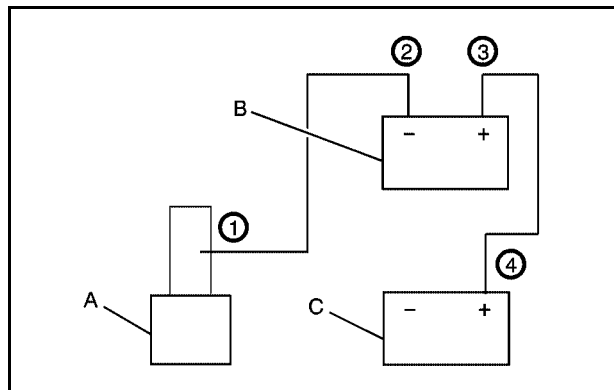 ② ③
B
− +
①
④
A
C
− +